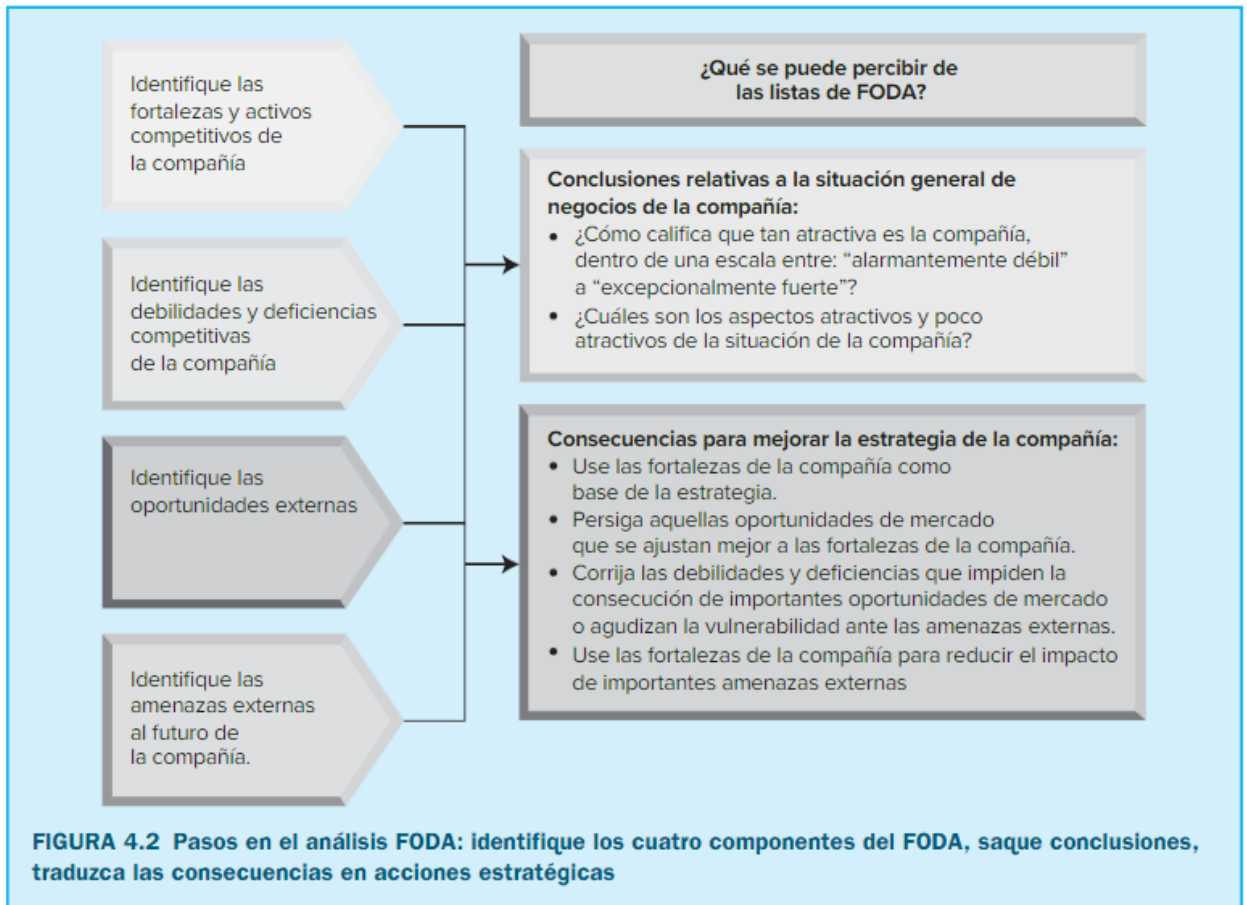 Identifique las
fortalezas y activos
competitivos de
la compañía
Identifique las
debilidades y deficiencias
competitivas
de la compañía
Identifique las
oportunidades externas
Identifique las
amenazas externas
al futuro de
la compañía.
¿Qué se puede percibir de
las listas de FODA?
Conclusiones relativas a la situación general de
negocios de la compañía:
• ¿Cómo califica que tan atractiva es la compañía,
dentro de una escala entre: “alarmantemente débil”
a “excepcionalmente fuerte”?
• ¿Cuáles son los aspectos atractivos y poco
atractivos de la situación de la compañía?
Consecuencias para mejorar la estrategia de la compañía:
• Use las fortalezas de la compañía como
base de la estrategia.
• Persiga aquellas oportunidades de mercado
que se ajustan mejor a las fortalezas de la compañía.
• Corrija las debilidades y deficiencias que impiden la
consecución de importantes oportunidades de mercado
o agudizan la vulnerabilidad ante las amenazas externas.
• Use las fortalezas de la compañía para reducir el impacto
de importantes amenazas externas
FIGURA 4.2 Pasos en el análisis FODA: identifique los cuatro componentes del FODA, saque conclusiones,
traduzca las consecuencias en acciones estratégicas